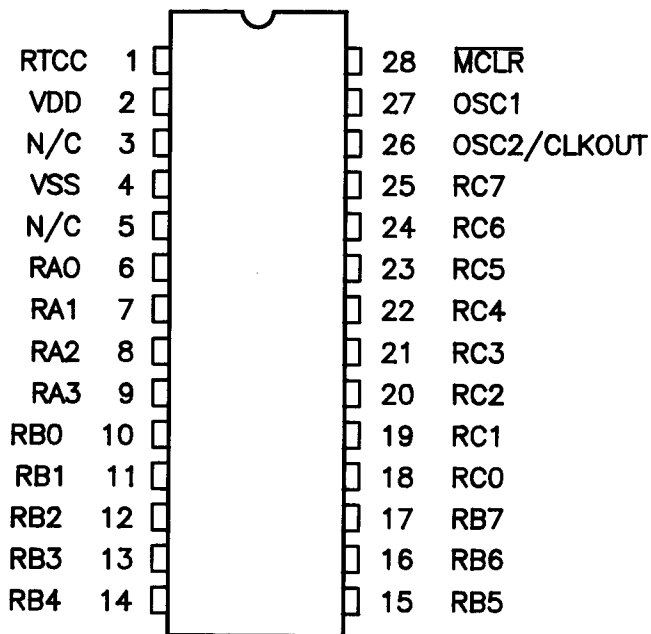 RTCC 1 28 MCLR
VDD 2 27 OSC1
N/C 3 26 OSC2/CLKOUT
VSS 4 25 RC7
N/C 5 24 RC6
RA0 6 23 RC5
RA1 7 22 RC4
RA2 8 21 RC3
RA3 9 20 RC2
RB0 10 19 RC1
RB1 11 18 RC0
RB2 12 17 RB7
RB3 13 16 RB6
RB4 14 15 RB5